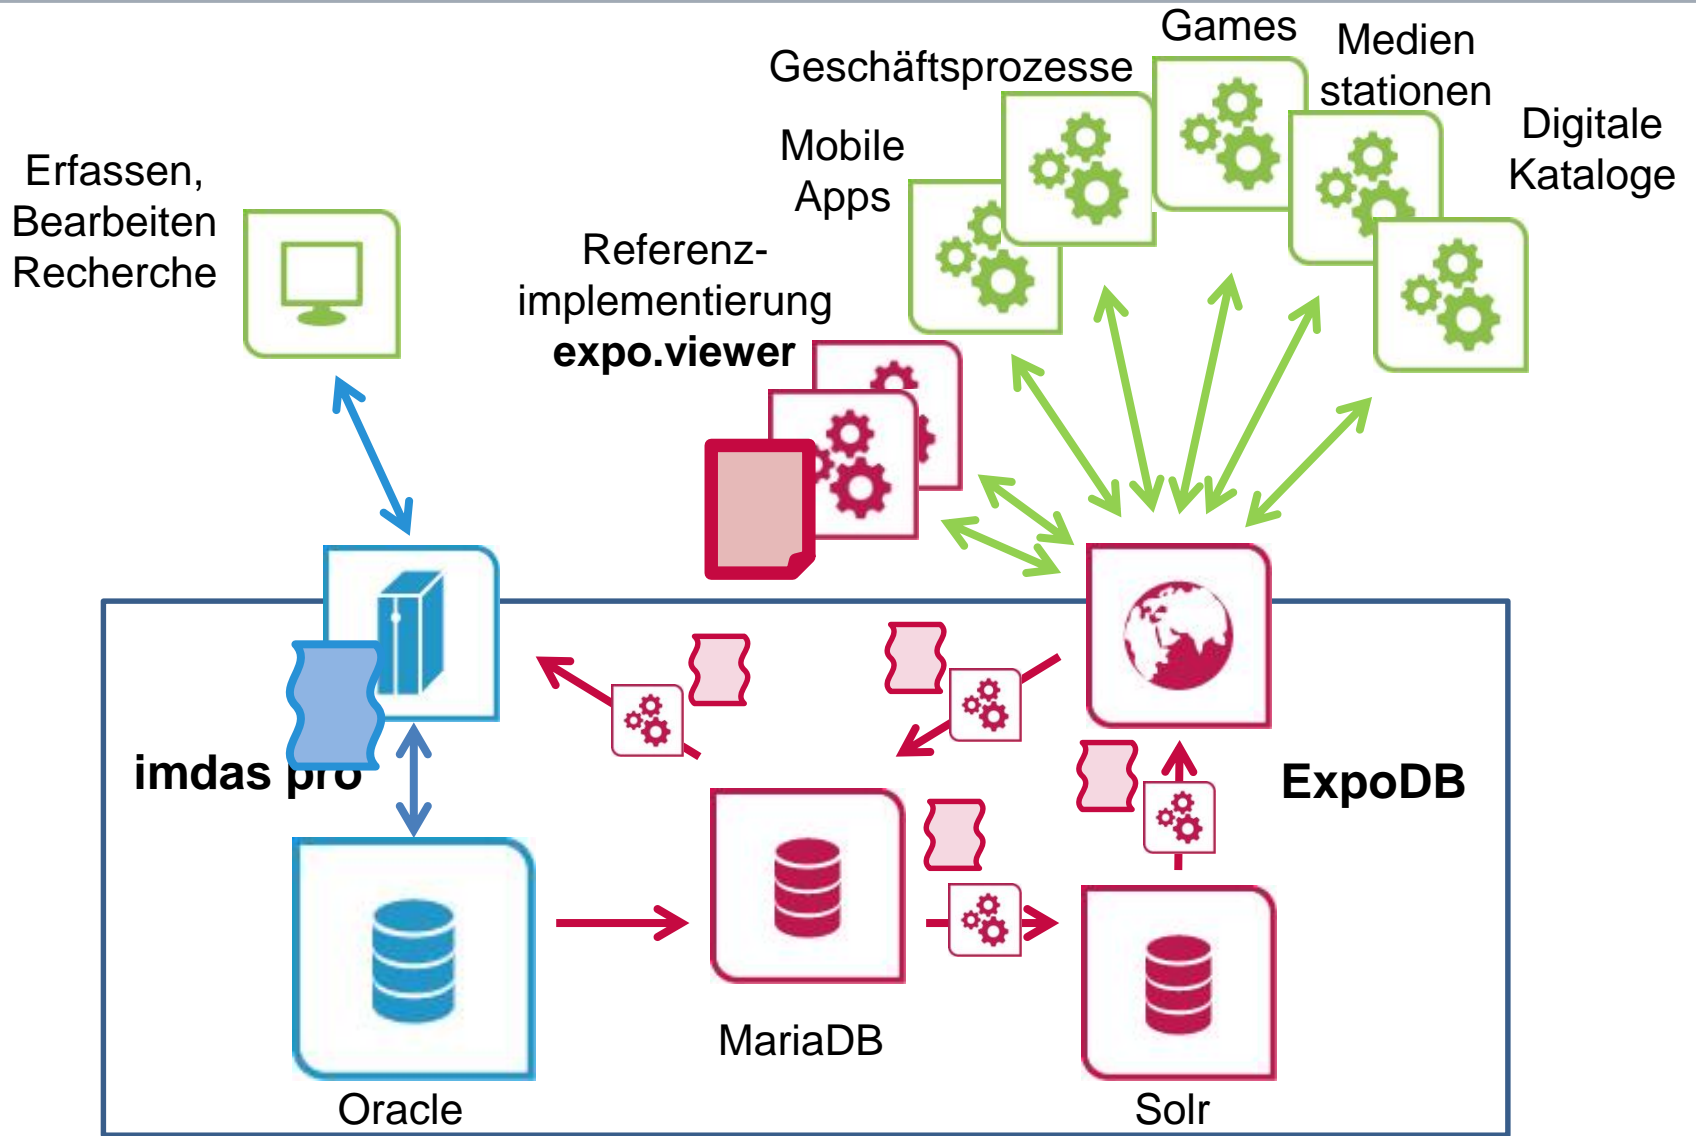 Games
Medien
stationen
Geschäftsprozesse
Digitale
Kataloge
Mobile
Apps
Erfassen,
Bearbeiten
Recherche
Referenz-
implementierung
expo.viewer
imdas pro
ExpoDB
MariaDB
Oracle
Solr